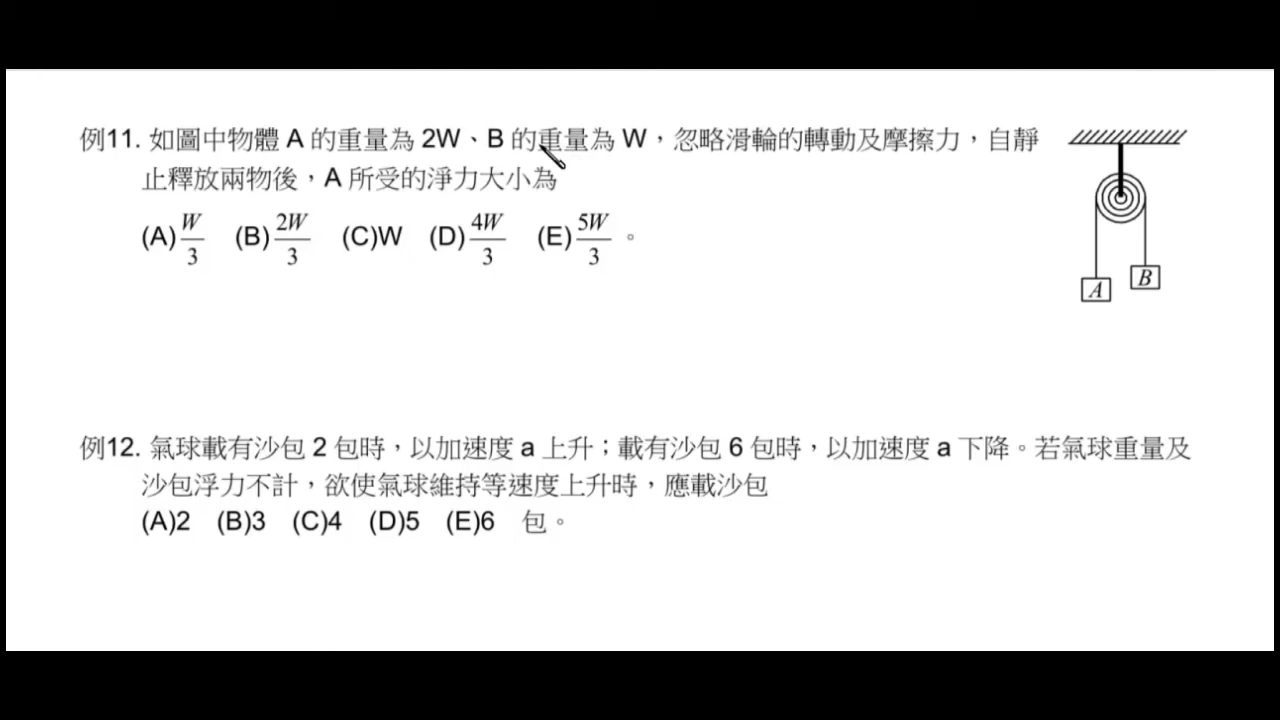 例11. 如圖中物體 A 的重量為 2W、B 的重量為 W，忽略滑輪的轉動及摩擦力，自靜
止釋放兩物後，A 所受的淨力大小為
(A) W/3 (B) 2W/3 (C)W (D) 4W/3 (E) 5W/3 。
A
B
例12. 氣球載有沙包 2 包時，以加速度 a 上升；載有沙包 6 包時，以加速度 a 下降。若氣球重量及
沙包浮力不計，欲使氣球維持等速度上升時，應載沙包
(A)2 (B)3 (C)4 (D)5 (E)6 包。